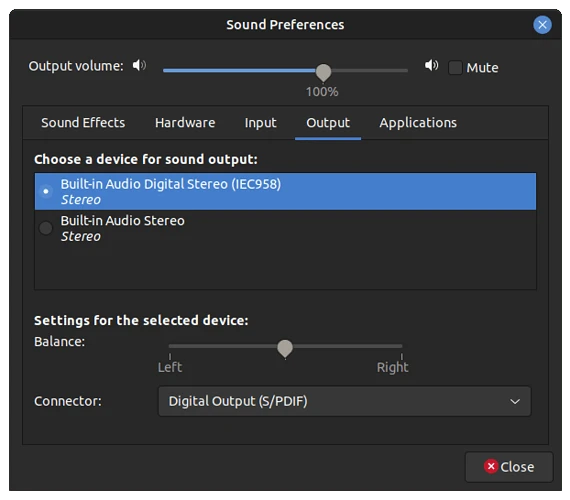 Sound Preferences
Output volume:
Mute
100%
Sound Effects Hardware Input Output Applications
Choose a device for sound output:
Built-in Audio Digital Stereo (IEC958)
Stereo
Built-in Audio Stereo
Stereo
Settings for the selected device:
Balance:
Left Right
Connector: Digital Output (S/PDIF)
Close